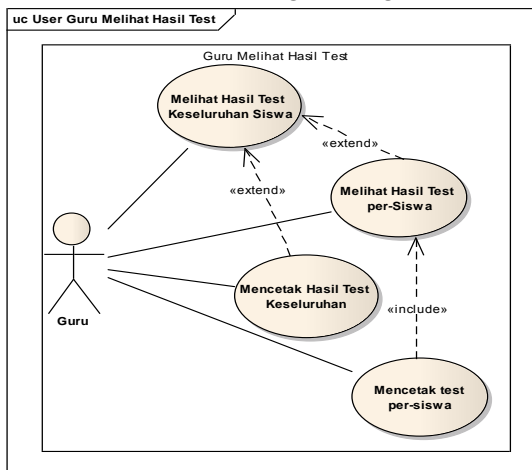 uc User Guru Melihat Hasil Test
Guru Melihat Hasil Test
Melihat Hasil Test
Keseluruhan Siswa
«extend»
«extend»
Melihat Hasil Test
per-Siswa
Mencetak Hasil Test
Keseluruhan
Guru
«include»
Mencetak test
per-siswa